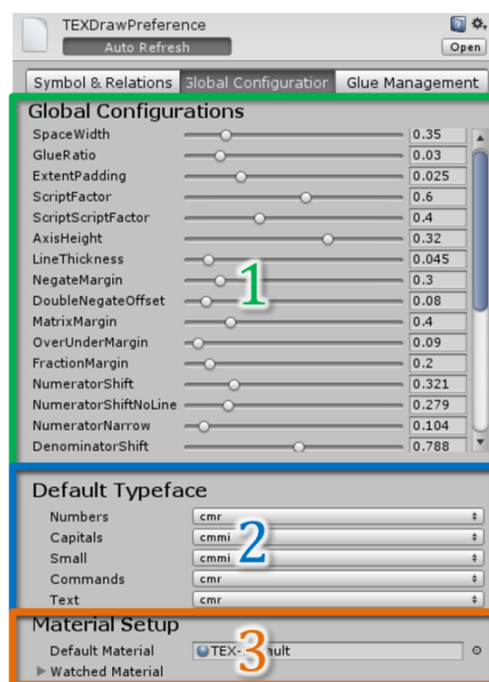 TEXDrawPreference
Auto Refresh
Open
Symbol & Relations Global Configuration Glue Management
Global Configurations
SpaceWidth 0.35
GlueRatio 0.03
ExtentPadding 0.025
ScriptFactor 0.6
ScriptScriptFactor 0.4
AxisHeight 0.32
LineThickness 0.045
NegateMargin 0.3
DoubleNegateOffset 0.08
MatrixMargin 0.4
OverUnderMargin 0.09
FractionMargin 0.2
NumeratorShift 0.321
NumeratorShiftNoLine 0.279
NumeratorNarrow 0.104
DenominatorShift 0.788
1
Default Typeface
Numbers cmr
Capitals cmmi
Small cmmi
Commands cmr
Text cmr
2
Material Setup
Default Material
Watched Material
3